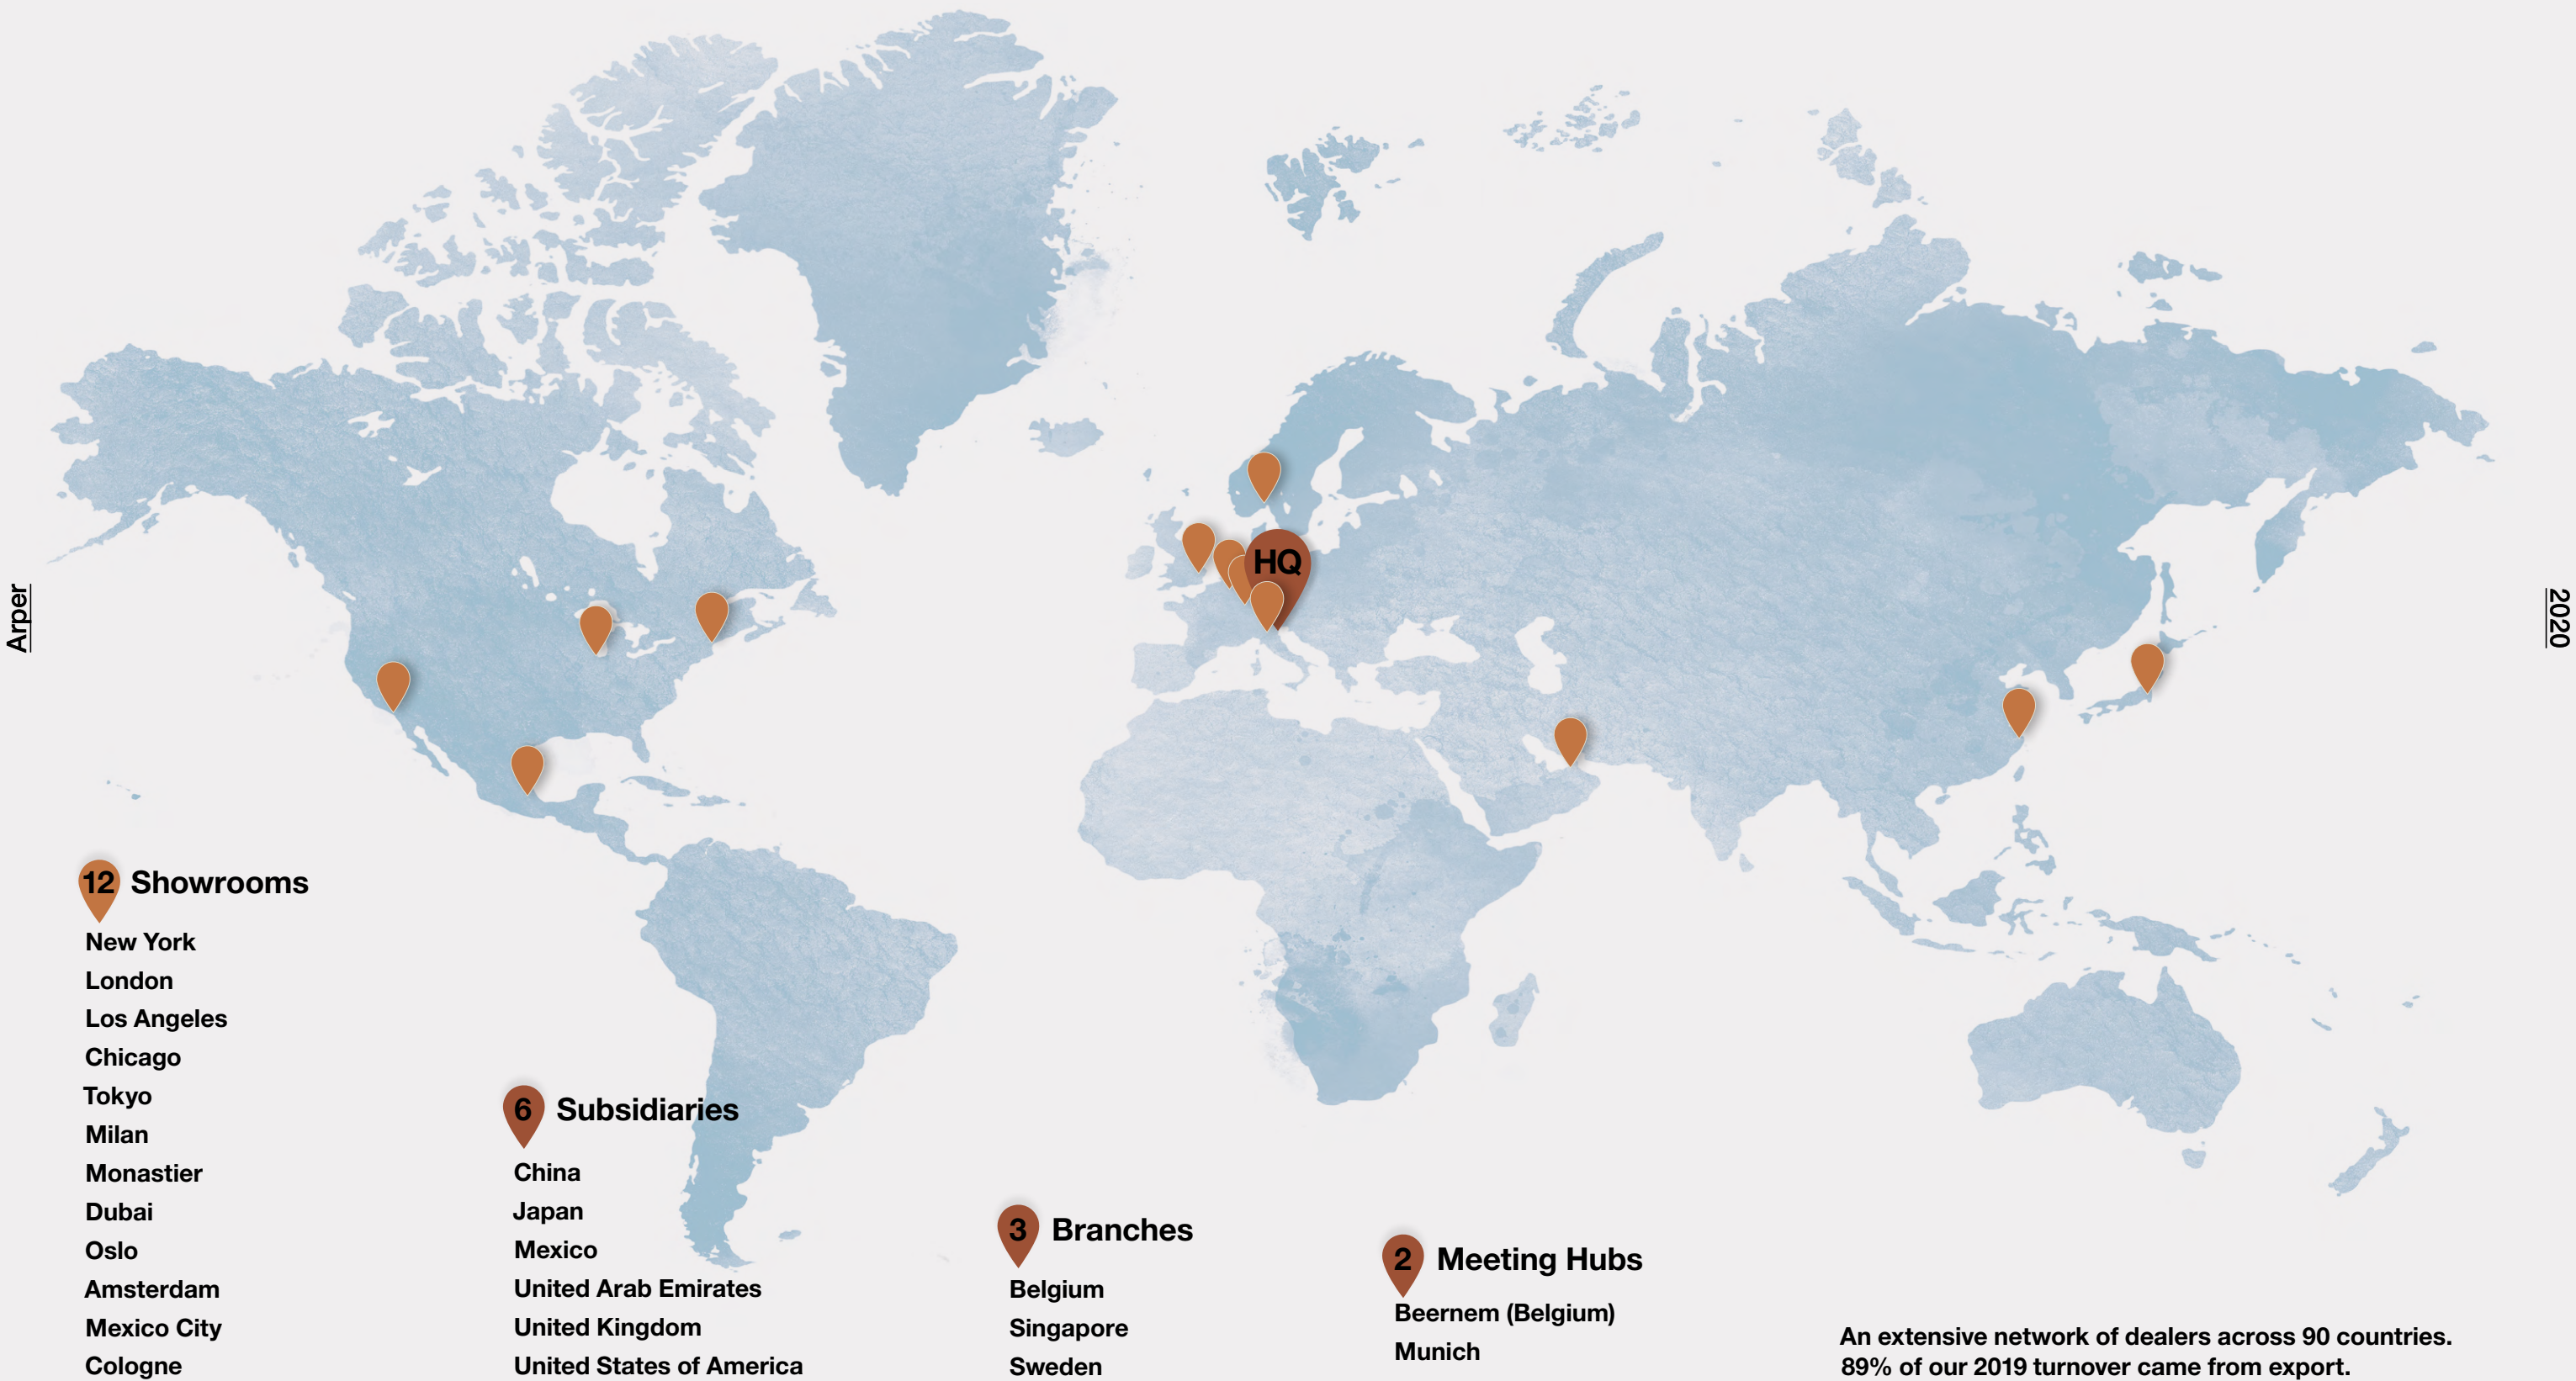 Arper
2020
HQ
12 Showrooms
New York
London
Los Angeles
Chicago
Tokyo
Milan
Monastier
Dubai
Oslo
Amsterdam
Mexico City
Cologne
6 Subsidiaries
China
Japan
Mexico
United Arab Emirates
United Kingdom
United States of America
3 Branches
Belgium
Singapore
Sweden
2 Meeting Hubs
Beernem (Belgium)
Munich
An extensive network of dealers across 90 countries.
89% of our 2019 turnover came from export.